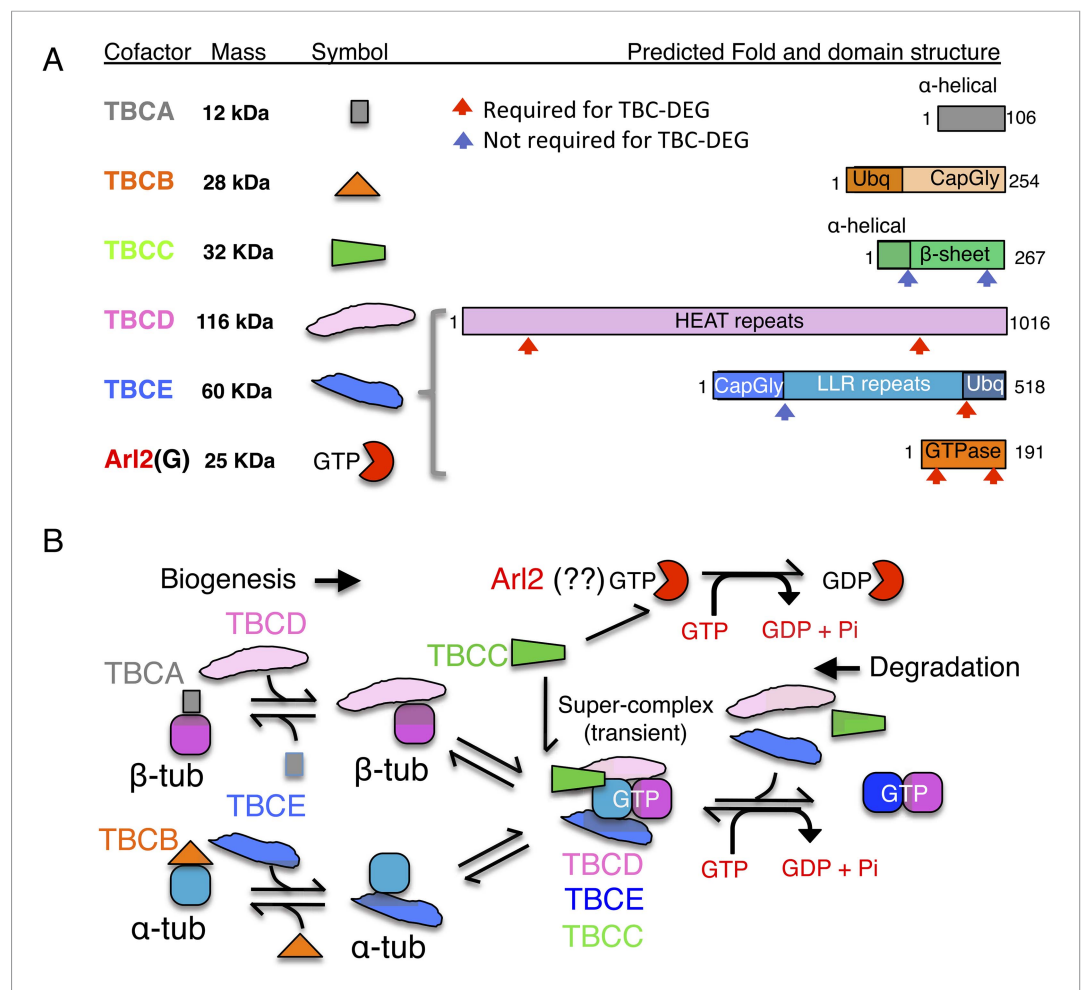 A
Cofactor Mass Symbol Predicted Fold and domain structure
α-helical
TBCA 12 kDa 1 106
Required for TBC-DEG
Not required for TBC-DEG
TBCB 28 kDa 1 Ubq CapGly 254
α-helical
TBCC 32 KDa 1 β-sheet 267
TBCD 116 kDa 1 HEAT repeats 1016
TBCE 60 KDa 1 CapGly LLR repeats Ubq 518
Arl2(G) 25 KDa GTP 1 GTPase 191
B
Biogenesis
Arl2 (??) GTP GDP
GTP GDP + Pi
TBCD
TBCC
TBCA
Degradation
Super-complex
(transient)
β-tub
β-tub
GTP
GTP
TBCE
TBCB
GTP GDP + Pi
TBCD
TBCE
TBCC
α-tub
α-tub